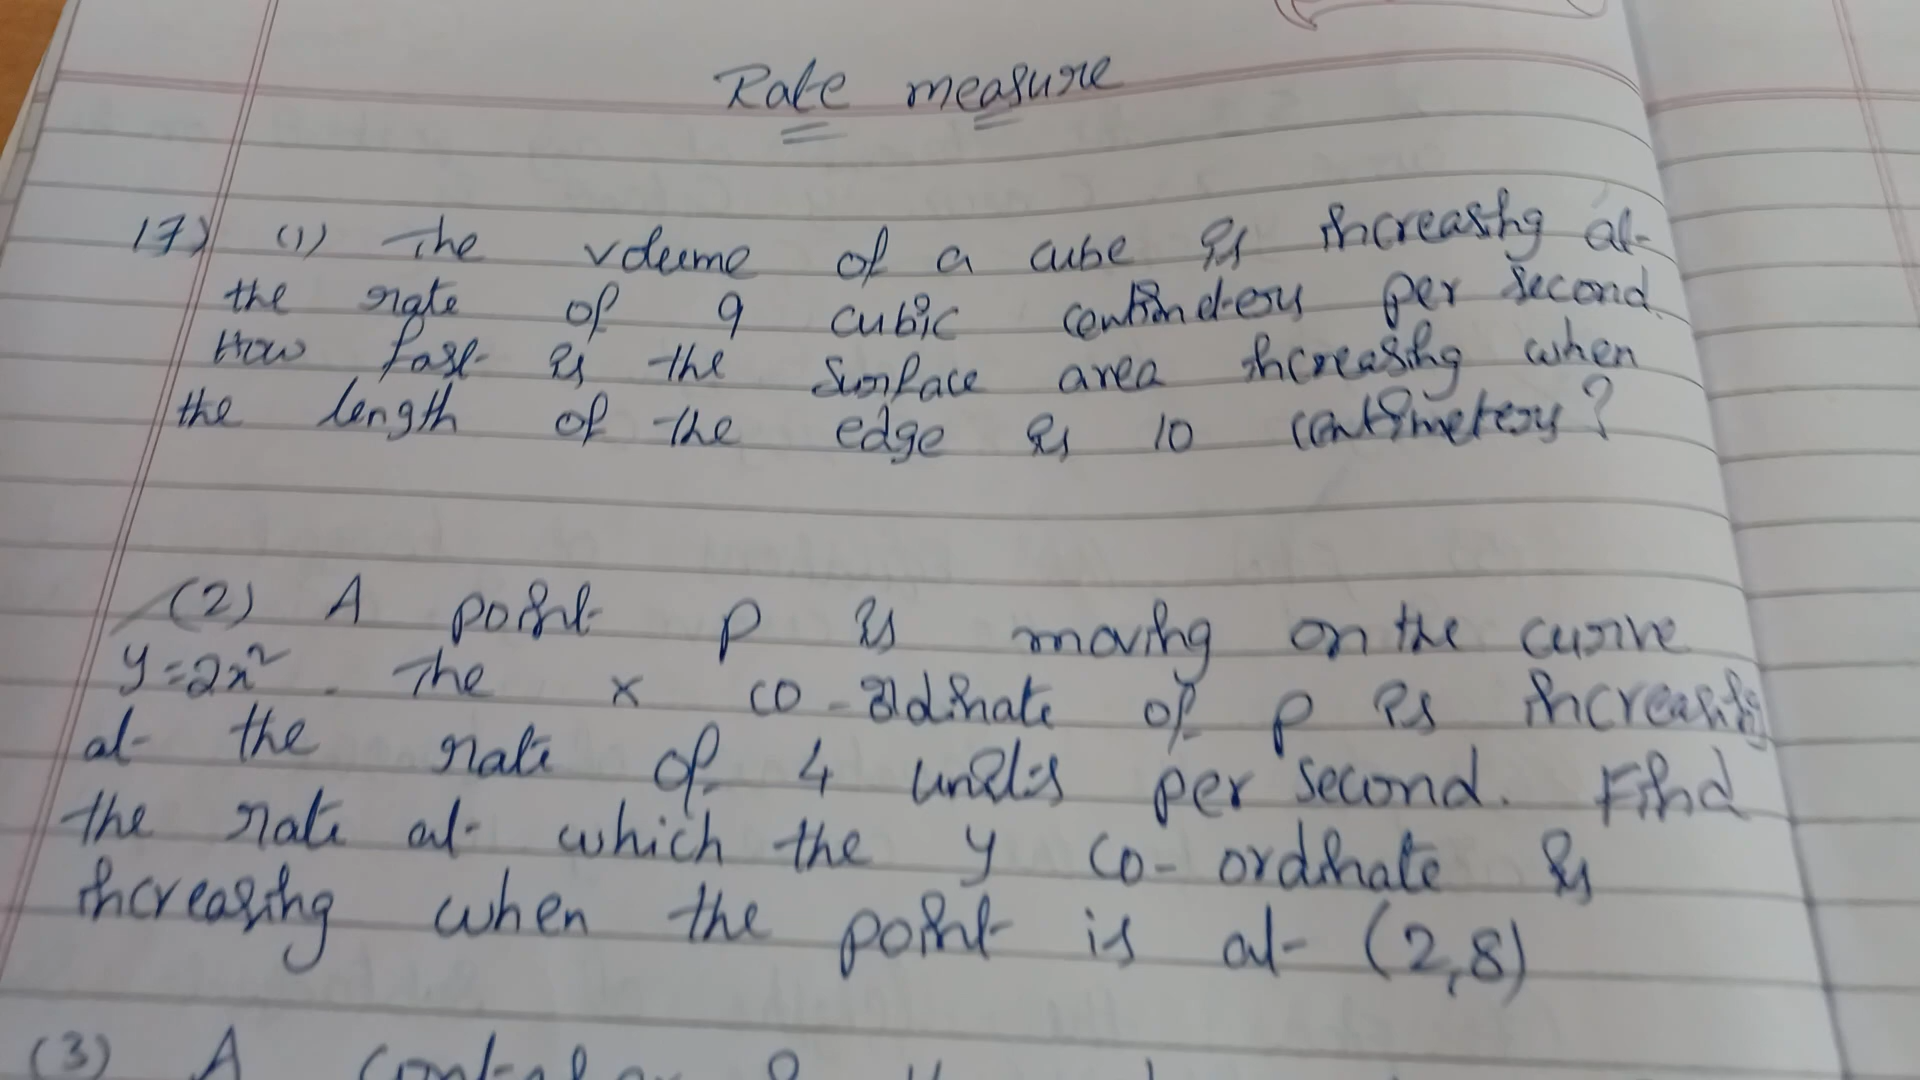 Rate measure
17) (1) The volume of a cube is increasing at
the rate of 9 cubic centimeters per second.
How fast is the surface area increasing when
the length of the edge is 10 centimeters?
(2) A point P is moving on the curve
y=2x². The x co-ordinate of P is increasing
at the rate of 4 units per second. Find
the rate at which the y co-ordinate is
increasing when the point is at (2,8)
(3) A